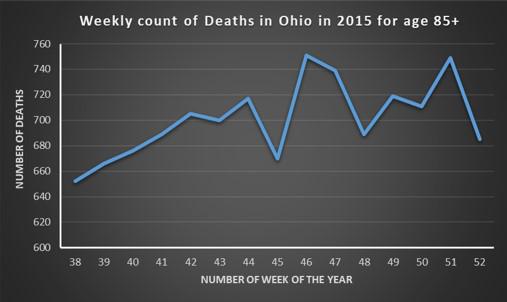 Weekly count of Deaths in Ohio in 2015 for age 85+
NUMBER OF DEATHS
760
740
720
700
680
660
640
620
600
38 39 40 41 42 43 44 45 46 47 48 49 50 51 52
NUMBER OF WEEK OF THE YEAR